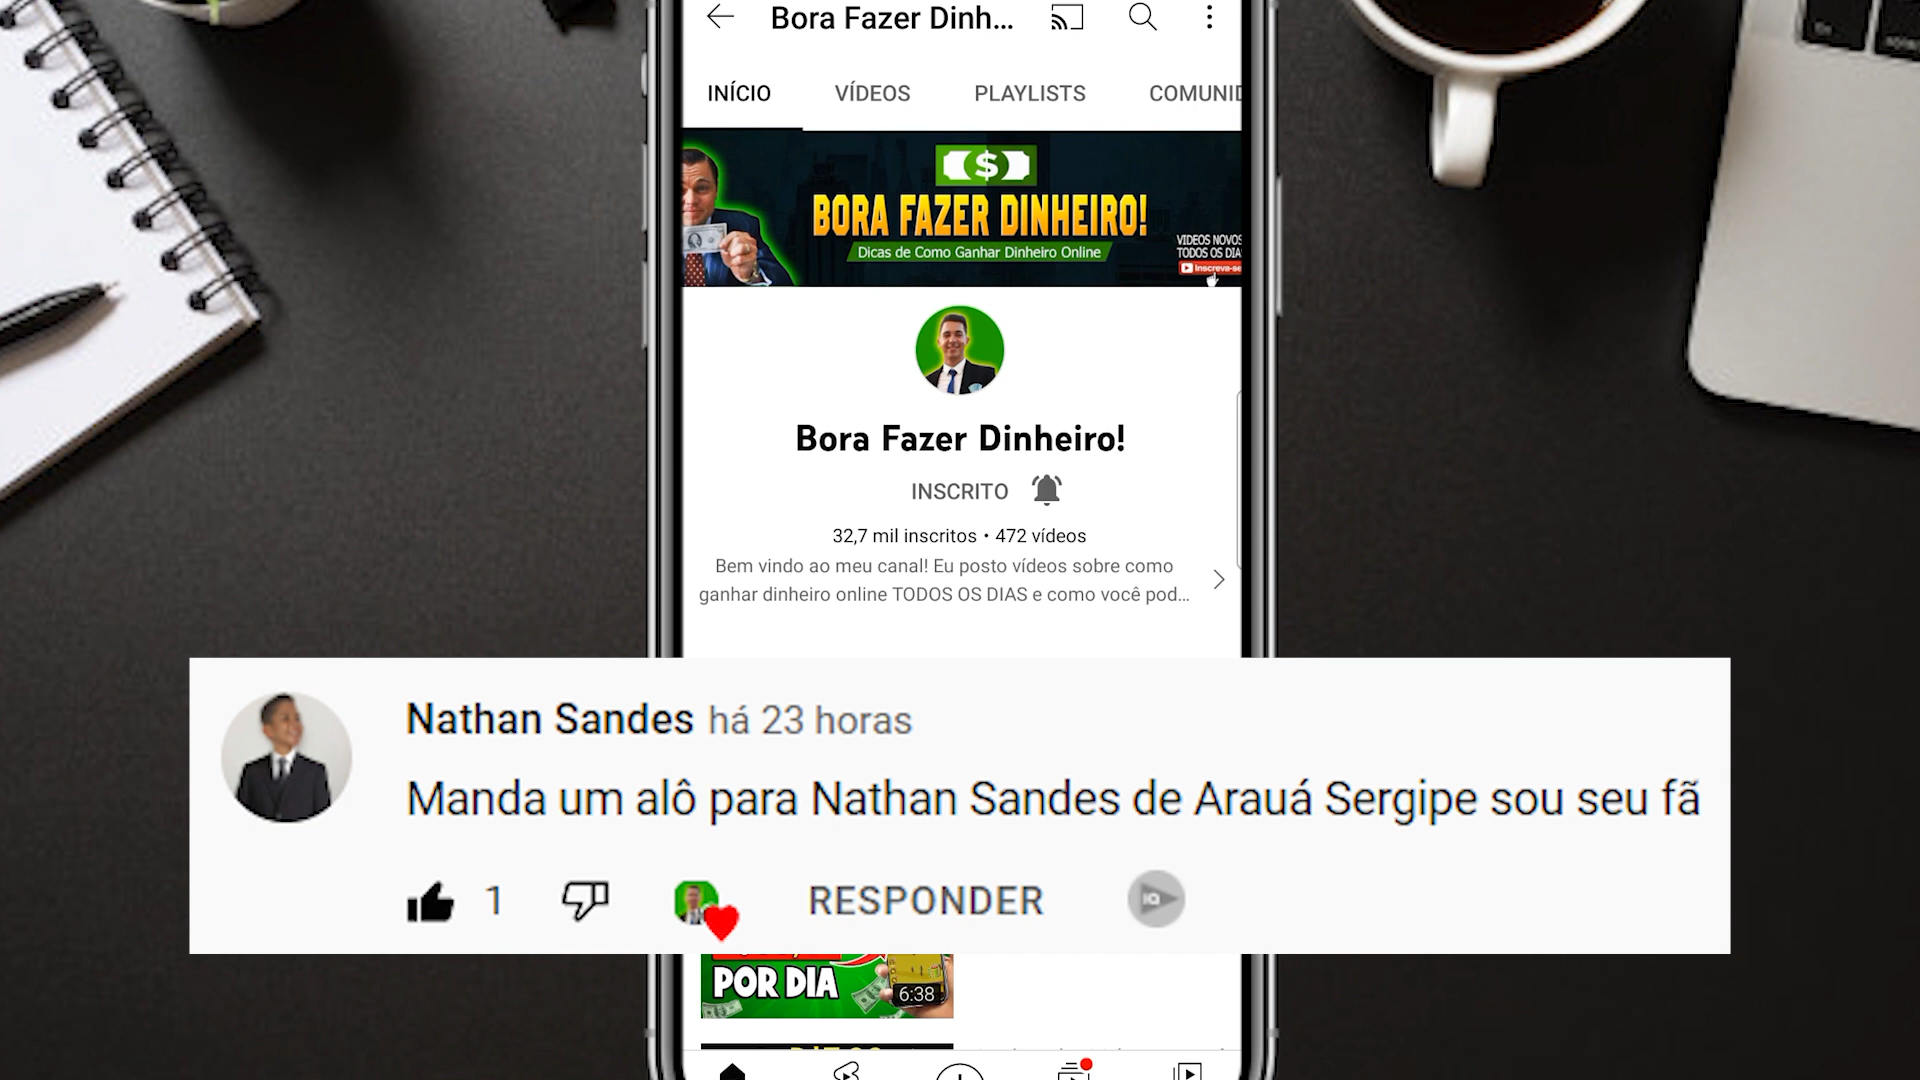 Bora Fazer Dinh...
INÍCIO VÍDEOS PLAYLISTS COMUNID
$
BORA FAZER DINHEIRO!
Dicas de Como Ganhar Dinheiro Online
VIDEOS NOVOS
TODOS OS DIA
Inscreva-se
Bora Fazer Dinheiro!
INSCRITO
32,7 mil inscritos • 472 vídeos
Bem vindo ao meu canal! Eu posto vídeos sobre como
ganhar dinheiro online TODOS OS DIAS e como você pod...
Nathan Sandes há 23 horas
Manda um alô para Nathan Sandes de Arauá Sergipe sou seu fã
1 RESPONDER
IQ
POR DIA
6:38